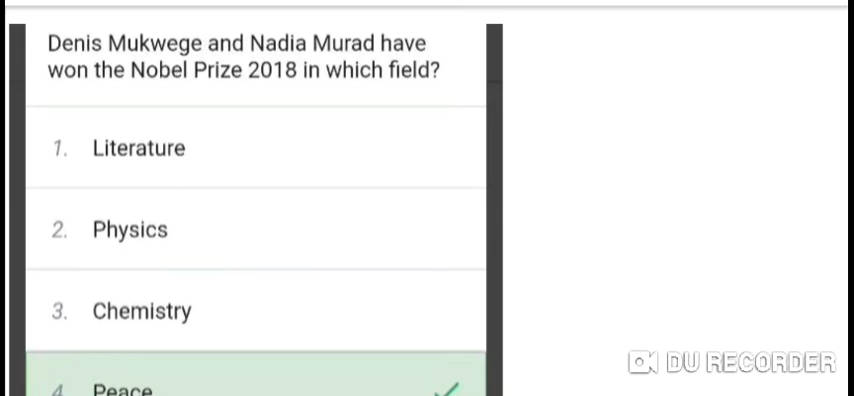 Denis Mukwege and Nadia Murad have
won the Nobel Prize 2018 in which field?
1. Literature
2. Physics
3. Chemistry
4. Peace
DU RECORDER